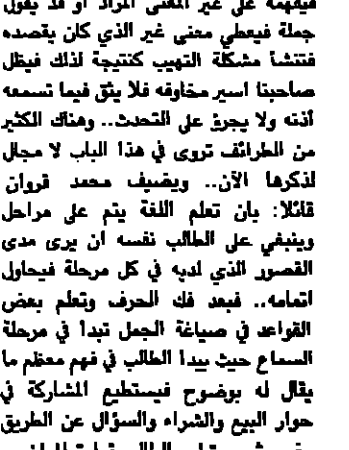 فيفهمه على غير المعنى المراد او قد يقول
جملة فيعطي معنى غير الذي كان يقصده
فتنشأ مشكلة التهيب كنتيجة لذلك فيظل
صاحبنا اسير مخاوفه فلا يثق فيما تسمعه
أذنه ولا يجرؤ على التحدث.. وهناك الكثير
من الطرائف تروى في هذا الباب لا مجال
لذكرها الآن.. ويضيف محمد قروان
قائلا: بان تعلم اللغة يتم على مراحل
وينبغي على الطالب نفسه ان يرى مدى
القصور الذي لديه في كل مرحلة فيحاول
اتمامه.. فبعد فك الحرف وتعلم بعض
القواعد في صياغة الجمل تبدأ في مرحلة
السماع حيث يبدا الطالب في فهم معظم ما
يقال له بوضوح فيستطيع المشاركة في
حوار البيع والشراء والسؤال عن الطريق